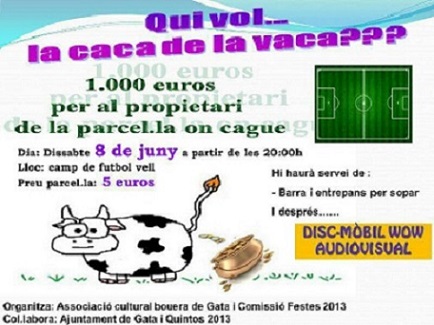 Qui vol...
la caca de la vaca???
1.000 euros
per al propietari
de la parcel.la on cague
Dia: Dissabte 8 de juny a partir de les 20:00h
Lloc: camp de futbol vell
Preu parcel.la: 5 euros
Hi haurà servei de :
- Barra i entrepans per sopar
I després.......
DISC-MÒBIL WOW
AUDIOVISUAL
Organitza: Associació cultural bouera de Gata i Comissió Festes 2013
Col.labora: Ajuntament de Gata i Quintos 2013